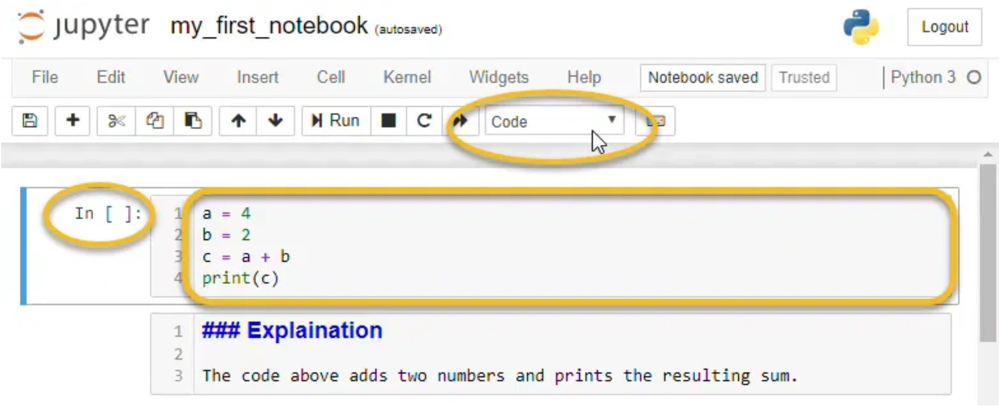 jupyter my_first_notebook (autosaved) Logout
File Edit View Insert Cell Kernel Widgets Help Notebook saved Trusted Python 3
Run Code
In [ ]:
1 a = 4
2 b = 2
3 c = a + b
4 print(c)
1 ### Explaination
2
3 The code above adds two numbers and prints the resulting sum.